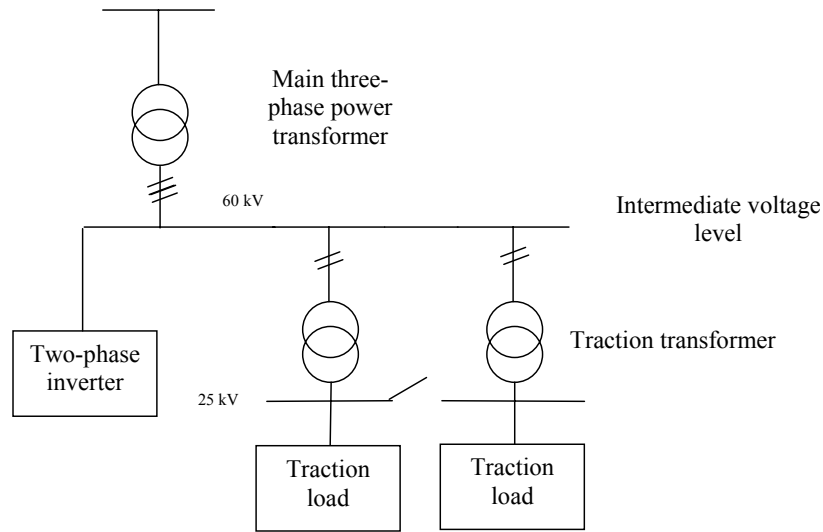 Main three-
phase power
transformer
60 kV
Intermediate voltage
level
Two-phase
inverter
Traction transformer
25 kV
Traction
load
Traction
load